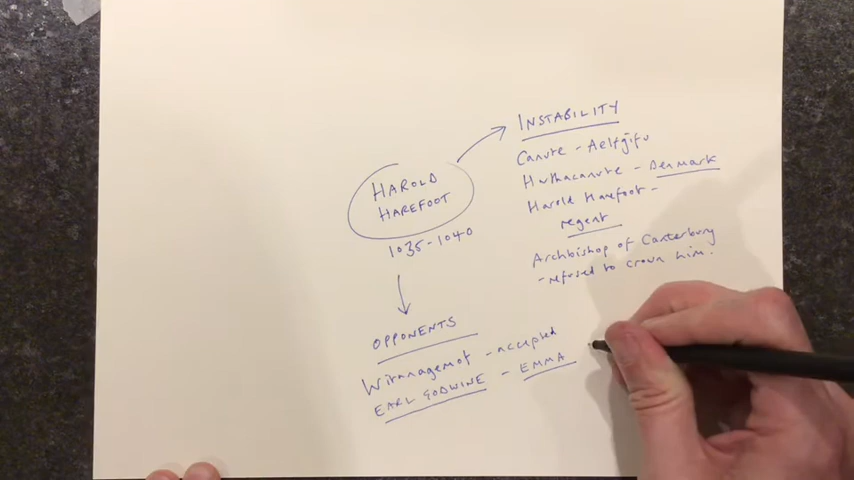 HAROLD
HAREFOOT
1035-1040
INSTABILITY
Canute - Aelfgifu
Harthacanute - Denmark
Harold Harefoot -
regent
Archbishop of Canterbury
- refused to crown him.
OPPONENTS
Witanagemot - accepted
EARL GODWINE - EMMA